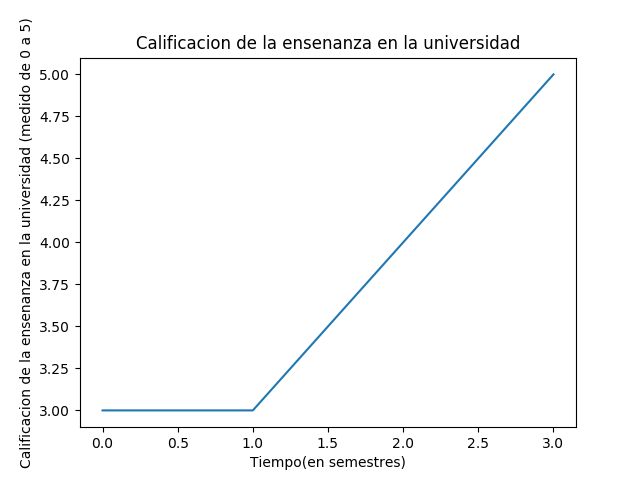 Calificacion de la ensenanza en la universidad
Calificacion de la ensenanza en la universidad (medido de 0 a 5)
5.00
4.75
4.50
4.25
4.00
3.75
3.50
3.25
3.00
0.0 0.5 1.0 1.5 2.0 2.5 3.0
Tiempo(en semestres)